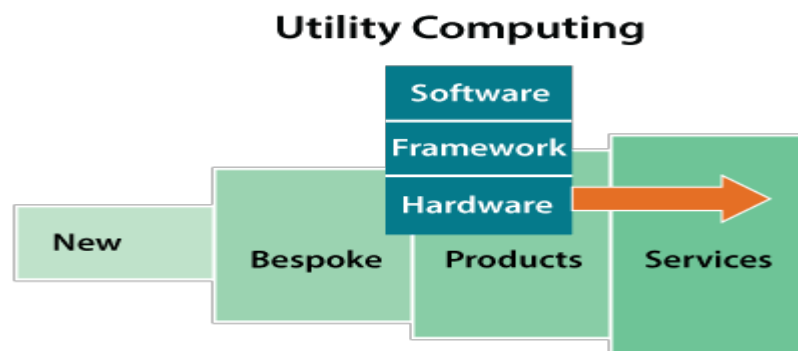 Utility Computing
Software
Framework
Hardware
New
Bespoke
Products
Services